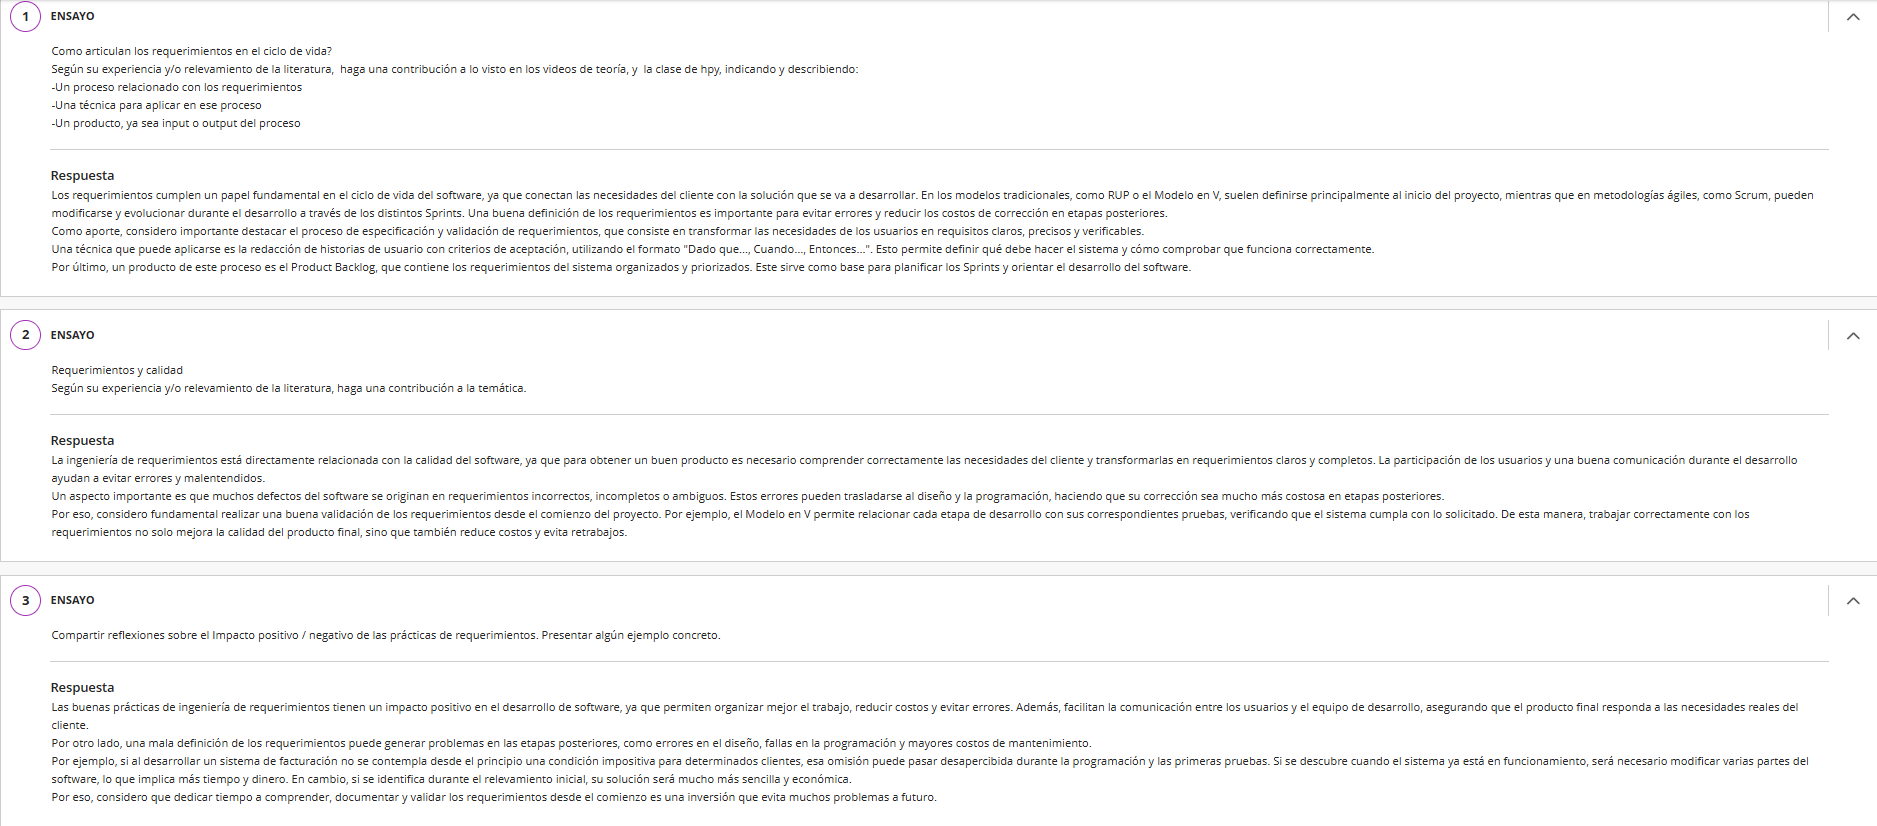 1 ENSAYO
Como articulan los requerimientos en el ciclo de vida?
Según su experiencia y/o relevamiento de la literatura, haga una contribución a lo visto en los videos de teoría, y la clase de hpy, indicando y describiendo:
-Un proceso relacionado con los requerimientos
-Una técnica para aplicar en ese proceso
-Un producto, ya sea input o output del proceso
Respuesta
Los requerimientos cumplen un papel fundamental en el ciclo de vida del software, ya que conectan las necesidades del cliente con la solución que se va a desarrollar. En los modelos tradicionales, como RUP o el Modelo en V, suelen definirse principalmente al inicio del proyecto, mientras que en metodologías ágiles, como Scrum, pueden
modificarse y evolucionar durante el desarrollo a través de los distintos Sprints. Una buena definición de los requerimientos es importante para evitar errores y reducir los costos de corrección en etapas posteriores.
Como aporte, considero importante destacar el proceso de especificación y validación de requerimientos, que consiste en transformar las necesidades de los usuarios en requisitos claros, precisos y verificables.
Una técnica que puede aplicarse es la redacción de historias de usuario con criterios de aceptación, utilizando el formato "Dado que..., Cuando..., Entonces...". Esto permite definir qué debe hacer el sistema y cómo comprobar que funciona correctamente.
Por último, un producto de este proceso es el Product Backlog, que contiene los requerimientos del sistema organizados y priorizados. Este sirve como base para planificar los Sprints y orientar el desarrollo del software.
2 ENSAYO
Requerimientos y calidad
Según su experiencia y/o relevamiento de la literatura, haga una contribución a la temática.
Respuesta
La ingeniería de requerimientos está directamente relacionada con la calidad del software, ya que para obtener un buen producto es necesario comprender correctamente las necesidades del cliente y transformarlas en requerimientos claros y completos. La participación de los usuarios y una buena comunicación durante el desarrollo
ayudan a evitar errores y malentendidos.
Un aspecto importante es que muchos defectos del software se originan en requerimientos incorrectos, incompletos o ambiguos. Estos errores pueden trasladarse al diseño y la programación, haciendo que su corrección sea mucho más costosa en etapas posteriores.
Por eso, considero fundamental realizar una buena validación de los requerimientos desde el comienzo del proyecto. Por ejemplo, el Modelo en V permite relacionar cada etapa de desarrollo con sus correspondientes pruebas, verificando que el sistema cumpla con lo solicitado. De esta manera, trabajar correctamente con los
requerimientos no solo mejora la calidad del producto final, sino que también reduce costos y evita retrabajos.
3 ENSAYO
Compartir reflexiones sobre el Impacto positivo / negativo de las prácticas de requerimientos. Presentar algún ejemplo concreto.
Respuesta
Las buenas prácticas de ingeniería de requerimientos tienen un impacto positivo en el desarrollo de software, ya que permiten organizar mejor el trabajo, reducir costos y evitar errores. Además, facilitan la comunicación entre los usuarios y el equipo de desarrollo, asegurando que el producto final responda a las necesidades reales del
cliente.
Por otro lado, una mala definición de los requerimientos puede generar problemas en las etapas posteriores, como errores en el diseño, fallas en la programación y mayores costos de mantenimiento.
Por ejemplo, si al desarrollar un sistema de facturación no se contempla desde el principio una condición impositiva para determinados clientes, esa omisión puede pasar desapercibida durante la programación y las primeras pruebas. Si se descubre cuando el sistema ya está en funcionamiento, será necesario modificar varias partes del
software, lo que implica más tiempo y dinero. En cambio, si se identifica durante el relevamiento inicial, su solución será mucho más sencilla y económica.
Por eso, considero que dedicar tiempo a comprender, documentar y validar los requerimientos desde el comienzo es una inversión que evita muchos problemas a futuro.